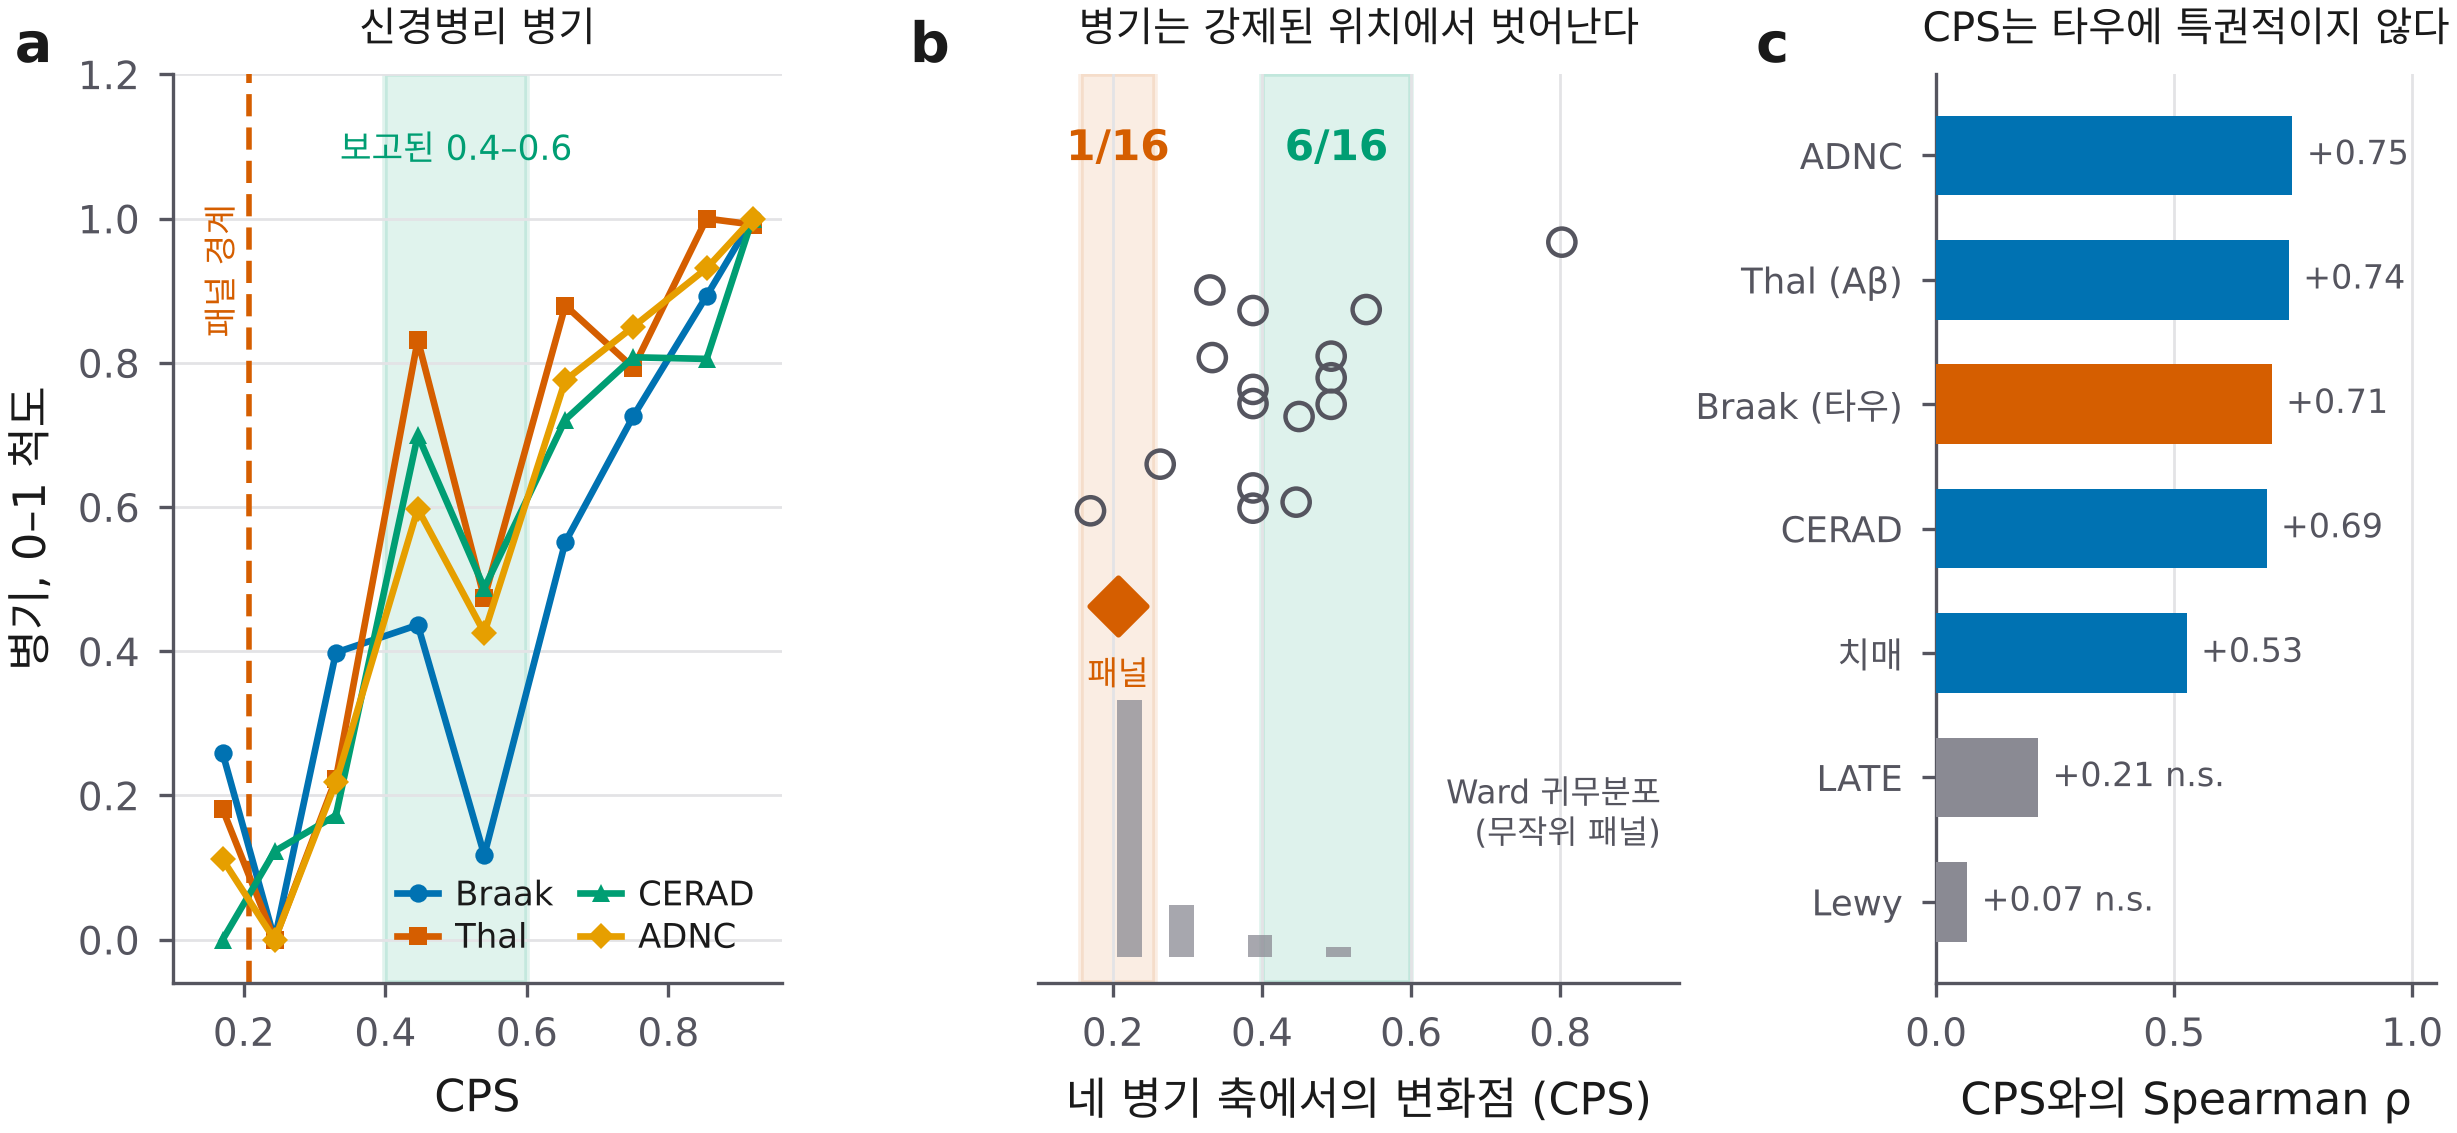 a
신경병리 병기
1.2
1.0
0.8
0.6
0.4
0.2
0.0
병기, 0–1 척도
패널 경계
보고된 0.4–0.6
Braak
Thal
CERAD
ADNC
0.2
0.4
0.6
0.8
CPS
b
병기는 강제된 위치에서 벗어난다
1/16
6/16
패널
Ward 귀무분포
(무작위 패널)
0.2
0.4
0.6
0.8
네 병기 축에서의 변화점 (CPS)
c
CPS는 타우에 특권적이지 않다
ADNC
+0.75
Thal (Aβ)
+0.74
Braak (타우)
+0.71
CERAD
+0.69
치매
+0.53
LATE
+0.21 n.s.
Lewy
+0.07 n.s.
0.0
0.5
1.0
CPS와의 Spearman ρ